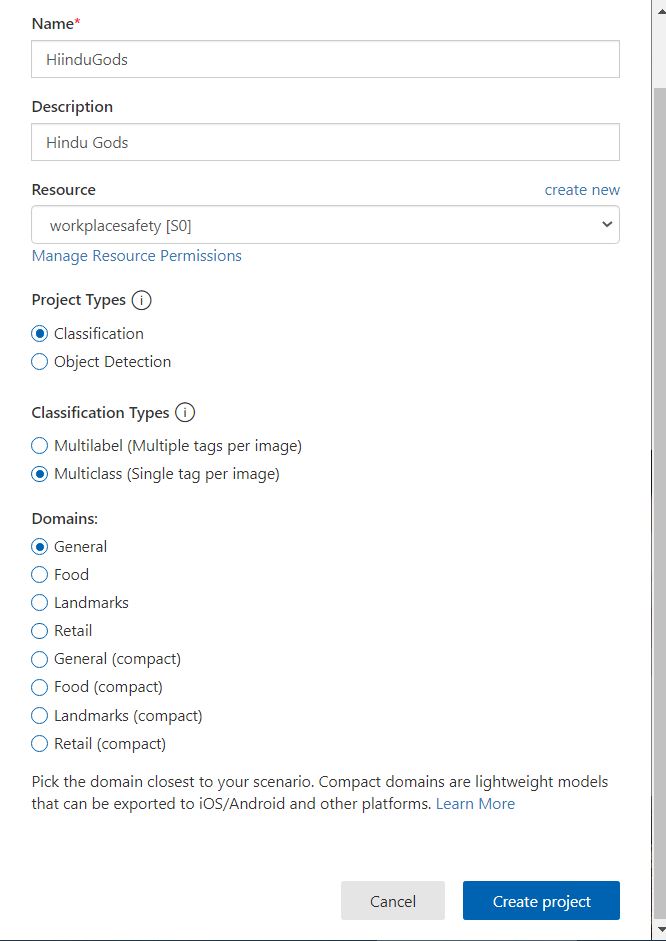 Name*
HiinduGods
Description
Hindu Gods
Resource create new
workplacesafety [S0]
Manage Resource Permissions
Project Types i
Classification
Object Detection
Classification Types i
Multilabel (Multiple tags per image)
Multiclass (Single tag per image)
Domains:
General
Food
Landmarks
Retail
General (compact)
Food (compact)
Landmarks (compact)
Retail (compact)
Pick the domain closest to your scenario. Compact domains are lightweight models
that can be exported to iOS/Android and other platforms. Learn More
Cancel Create project